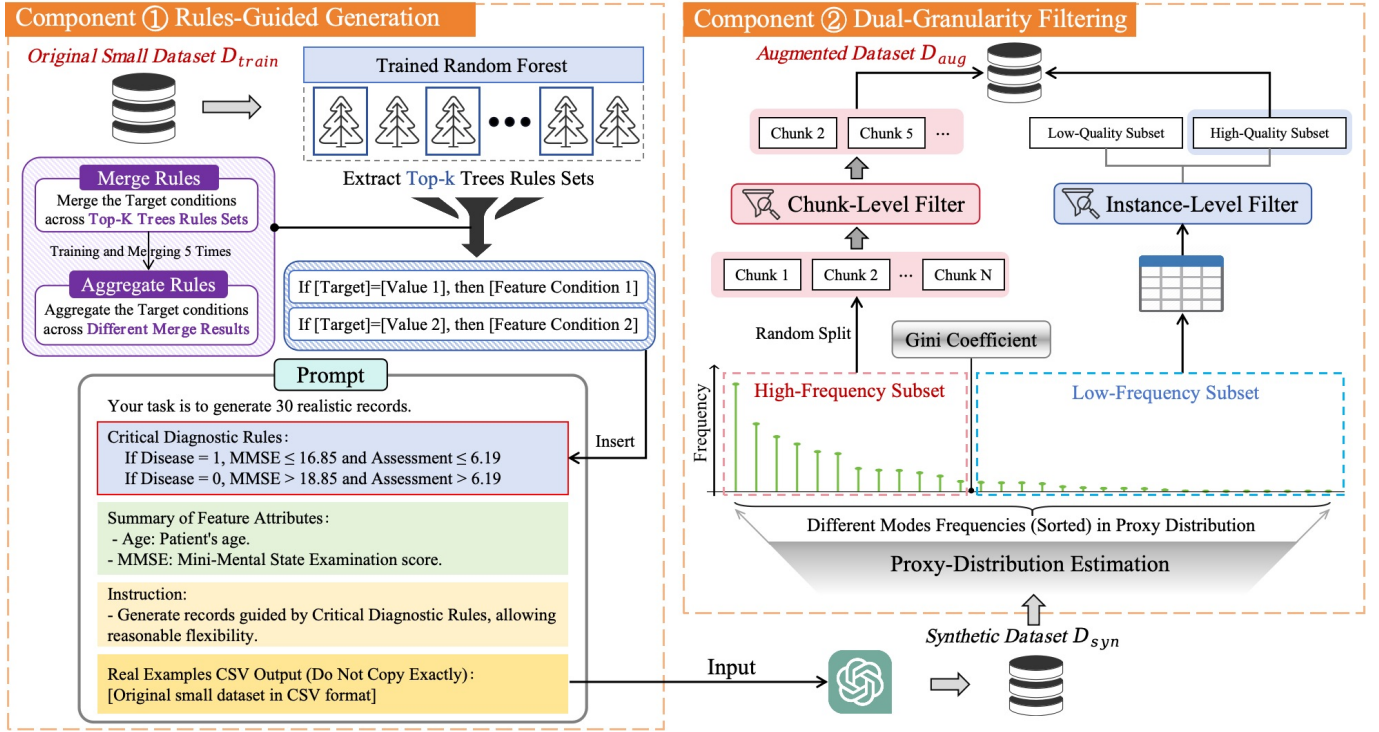 Component ① Rules-Guided Generation
Original Small Dataset D_train
Trained Random Forest
Extract Top-k Trees Rules Sets
Merge Rules
Merge the Target conditions
across Top-K Trees Rules Sets
Training and Merging 5 Times
Aggregate Rules
Aggregate the Target conditions
across Different Merge Results
If [Target]=[Value 1], then [Feature Condition 1]
If [Target]=[Value 2], then [Feature Condition 2]
Prompt
Your task is to generate 30 realistic records.
Critical Diagnostic Rules:
If Disease = 1, MMSE ≤ 16.85 and Assessment ≤ 6.19
If Disease = 0, MMSE > 18.85 and Assessment > 6.19
Insert
Summary of Feature Attributes:
- Age: Patient's age.
- MMSE: Mini-Mental State Examination score.
Instruction:
- Generate records guided by Critical Diagnostic Rules, allowing
reasonable flexibility.
Real Examples CSV Output (Do Not Copy Exactly):
[Original small dataset in CSV format]
Input
Component ② Dual-Granularity Filtering
Augmented Dataset D_aug
Chunk 2
Chunk 5
...
Low-Quality Subset
High-Quality Subset
Chunk-Level Filter
Instance-Level Filter
Chunk 1
Chunk 2
...
Chunk N
Random Split
Gini Coefficient
Frequency
High-Frequency Subset
Low-Frequency Subset
Different Modes Frequencies (Sorted) in Proxy Distribution
Proxy-Distribution Estimation
Synthetic Dataset D_syn